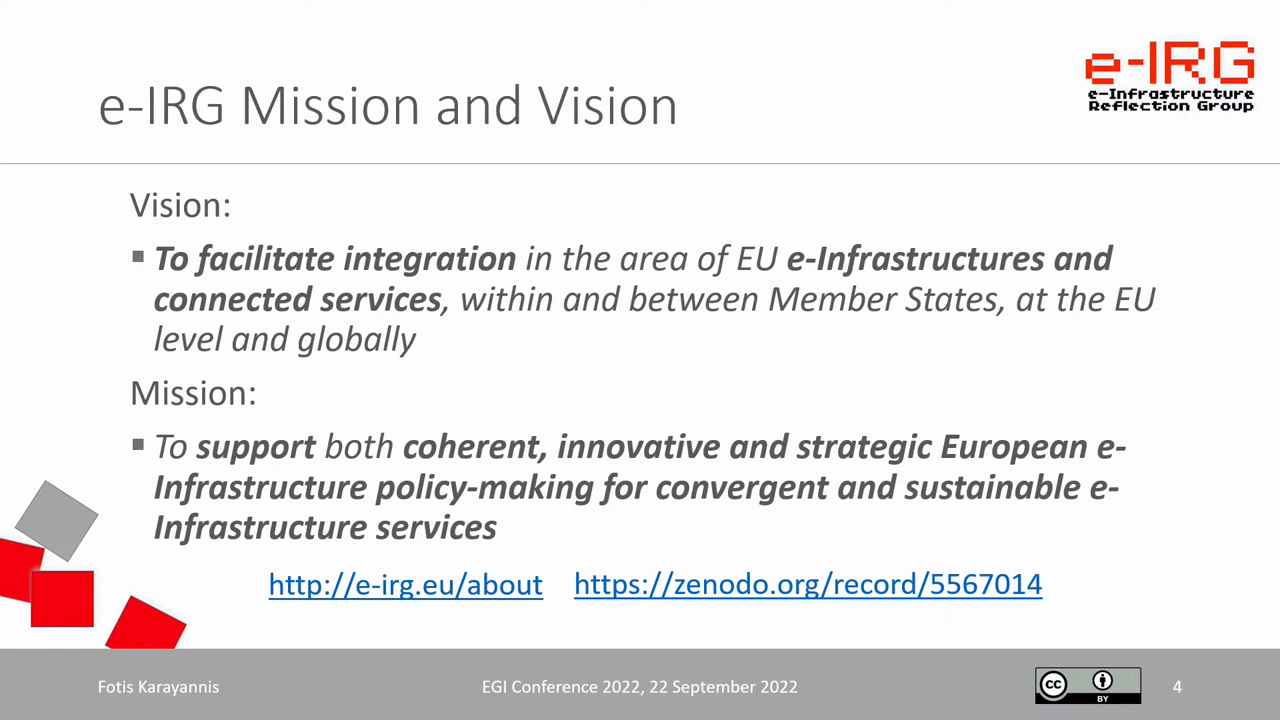 e-IRG Mission and Vision
e-IRG
e-Infrastructure
Reflection Group
Vision:
▪ To facilitate integration in the area of EU e-Infrastructures and
connected services, within and between Member States, at the EU
level and globally
Mission:
▪ To support both coherent, innovative and strategic European e-
Infrastructure policy-making for convergent and sustainable e-
Infrastructure services
http://e-irg.eu/about https://zenodo.org/record/5567014
Fotis Karayannis
EGI Conference 2022, 22 September 2022
CC BY
4